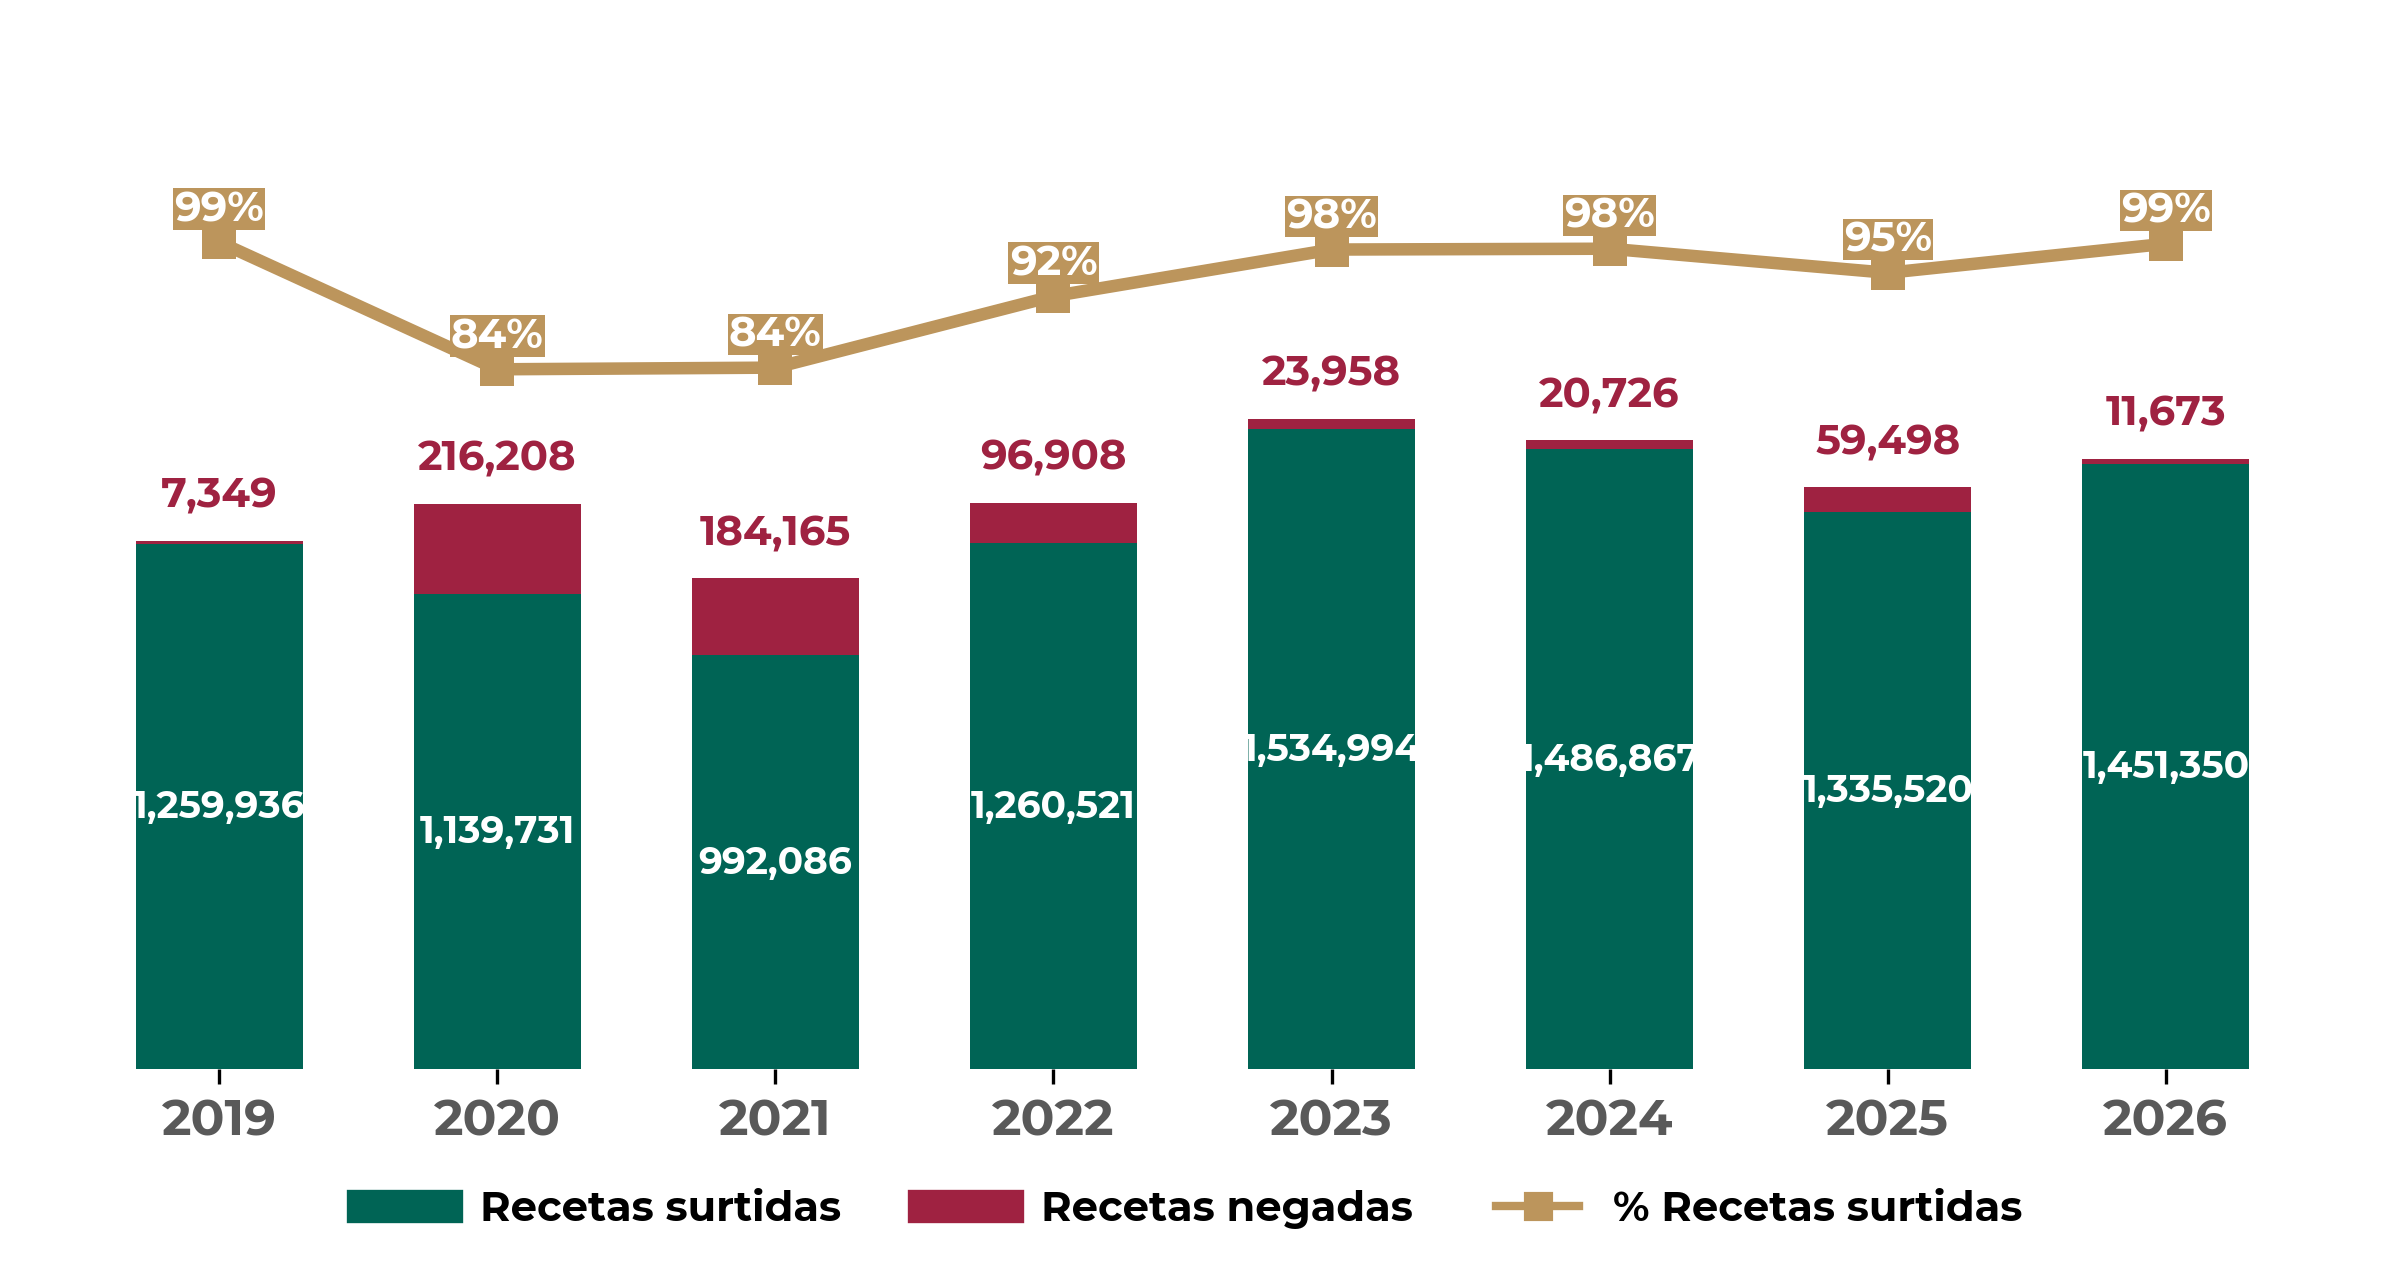 99% 84% 84% 92% 98% 98% 95% 99%
7,349 216,208 184,165 96,908 23,958 20,726 59,498 11,673
1,259,936 1,139,731 992,086 1,260,521 1,534,994 1,486,867 1,335,520 1,451,350
2019 2020 2021 2022 2023 2024 2025 2026
Recetas surtidas Recetas negadas % Recetas surtidas